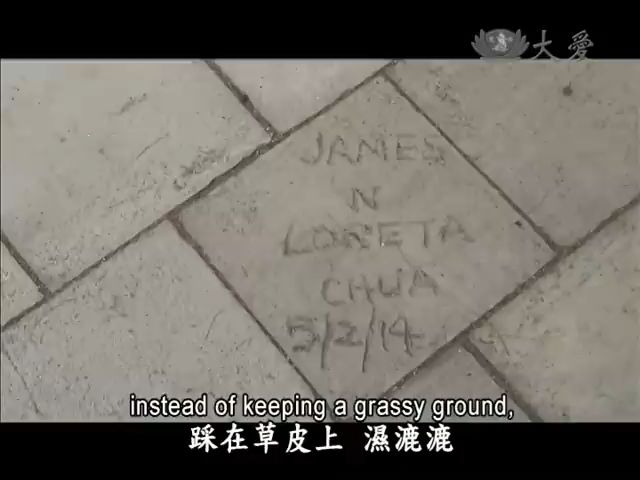 大愛
JAMES
N
LORETA
CHUA
5/2/14
instead of keeping a grassy ground,
踩在草皮上 濕漉漉